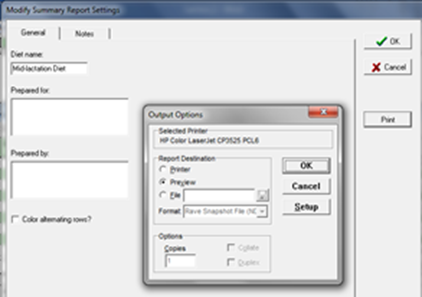 Modify Summary Report Settings
General
Notes
OK
Cancel
Print
Diet name:
Mid-lactation Diet
Prepared for:
Prepared by:
Color alternating rows?
Output Options
Selected Printer
HP Color LaserJet CP3525 PCL6
Report Destination
Printer
Preview
File
Format:
Rave Snapshot File (ND
OK
Cancel
Setup
Options
Copies
1
Collate
Duplex